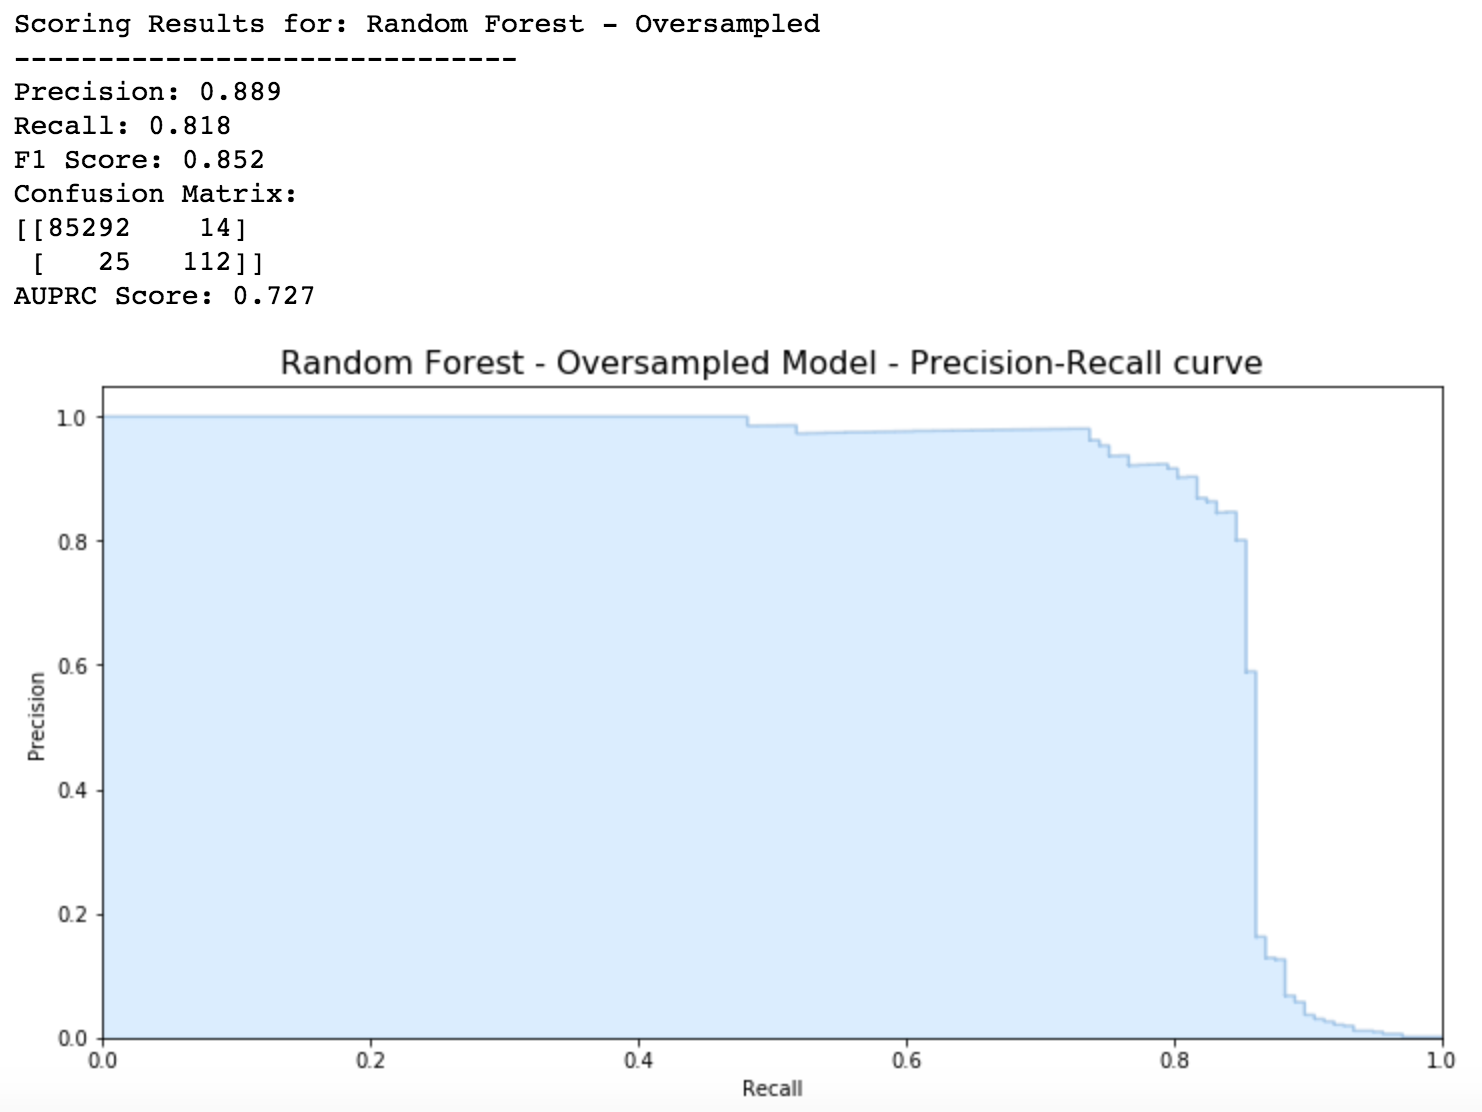 Scoring Results for: Random Forest - Oversampled
------------------------------
Precision: 0.889
Recall: 0.818
F1 Score: 0.852
Confusion Matrix:
[[85292    14]
 [   25   112]]
AUPRC Score: 0.727
Random Forest - Oversampled Model - Precision-Recall curve
1.0
0.8
0.6
0.4
0.2
0.0
Precision
0.0 0.2 0.4 0.6 0.8 1.0
Recall